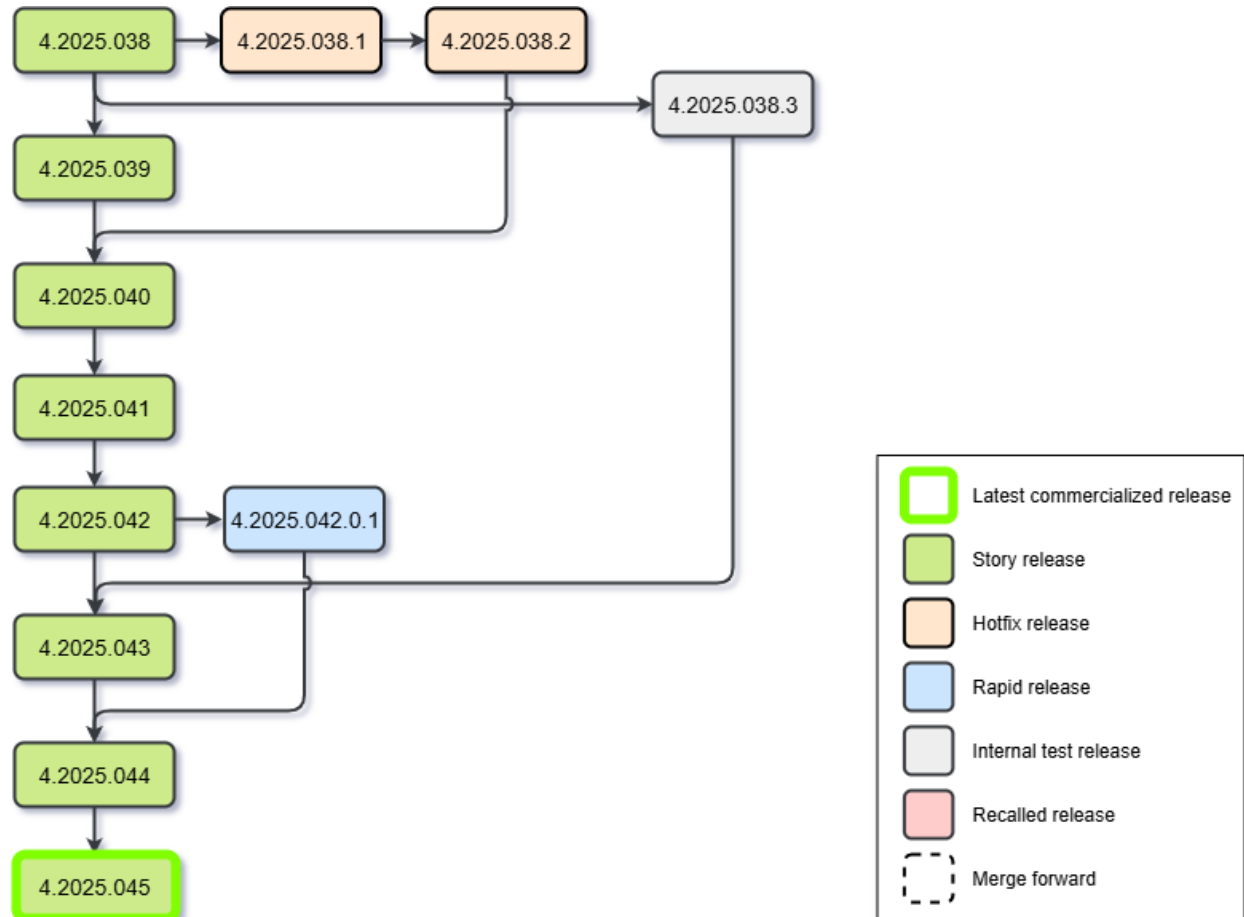 4.2025.038
4.2025.038.1
4.2025.038.2
4.2025.038.3
4.2025.039
4.2025.040
4.2025.041
4.2025.042
4.2025.042.0.1
4.2025.043
4.2025.044
4.2025.045
Latest commercialized release
Story release
Hotfix release
Rapid release
Internal test release
Recalled release
Merge forward